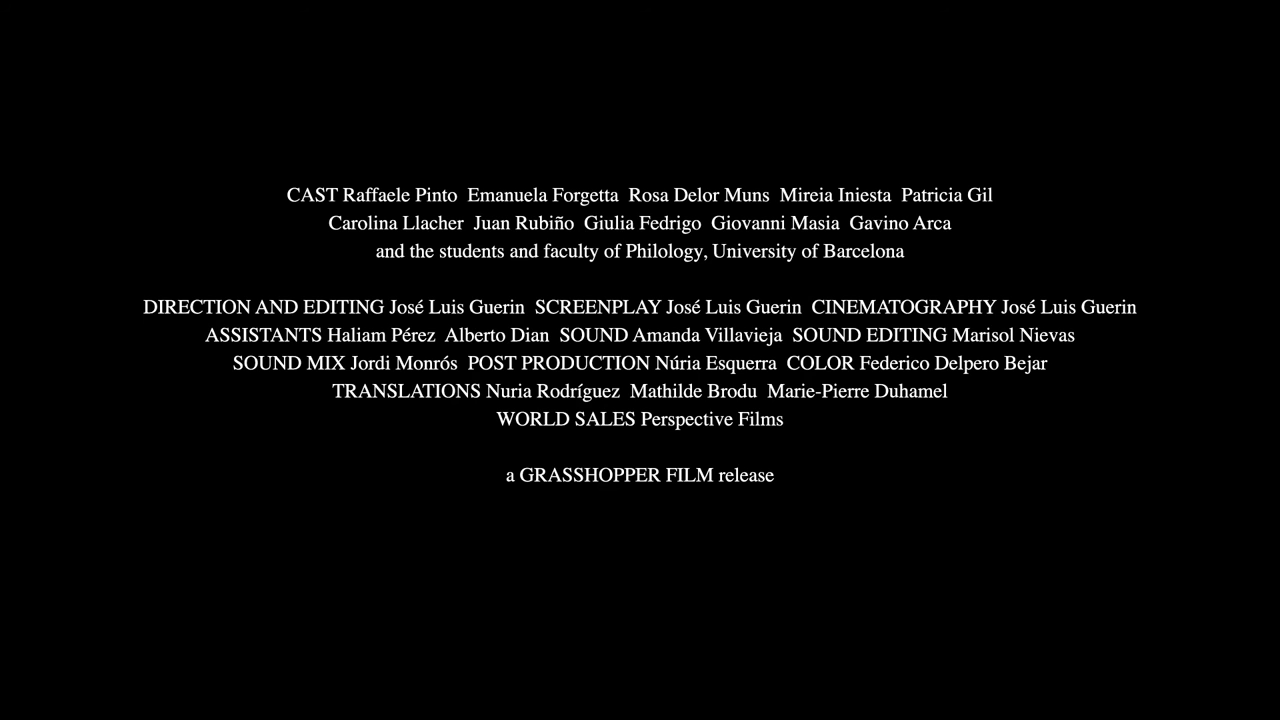 CAST Raffaele Pinto Emanuela Forgetta Rosa Delor Muns Mireia Iniesta Patricia Gil
Carolina Llacher Juan Rubiño Giulia Fedrigo Giovanni Masia Gavino Arca
and the students and faculty of Philology, University of Barcelona
DIRECTION AND EDITING José Luis Guerin SCREENPLAY José Luis Guerin CINEMATOGRAPHY José Luis Guerin
ASSISTANTS Haliam Pérez Alberto Dian SOUND Amanda Villavieja SOUND EDITING Marisol Nievas
SOUND MIX Jordi Monrós POST PRODUCTION Núria Esquerra COLOR Federico Delpero Bejar
TRANSLATIONS Nuria Rodríguez Mathilde Brodu Marie-Pierre Duhamel
WORLD SALES Perspective Films
a GRASSHOPPER FILM release